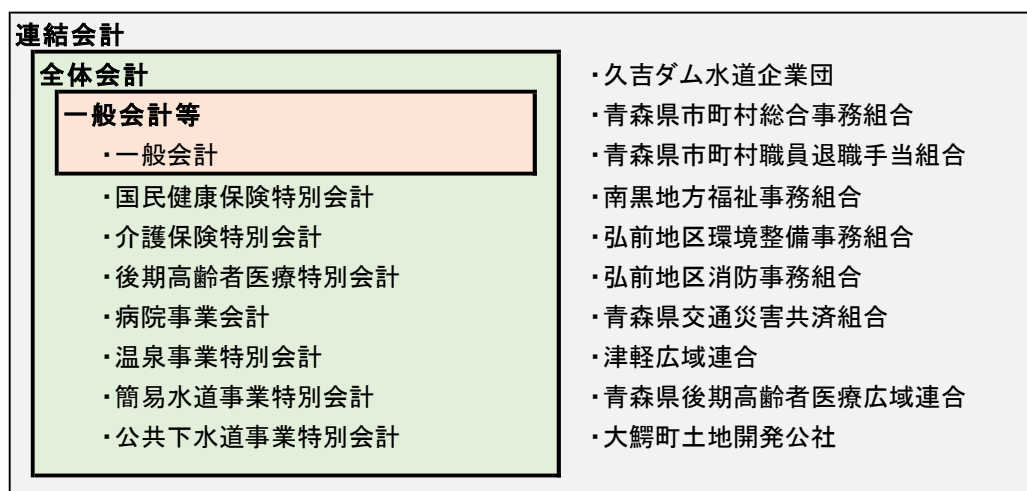 連結会計
全体会計
一般会計等
・一般会計
・国民健康保険特別会計
・介護保険特別会計
・後期高齢者医療特別会計
・病院事業会計
・温泉事業特別会計
・簡易水道事業特別会計
・公共下水道事業特別会計
・久吉ダム水道企業団
・青森県市町村総合事務組合
・青森県市町村職員退職手当組合
・南黒地方福祉事務組合
・弘前地区環境整備事務組合
・弘前地区消防事務組合
・青森県交通災害共済組合
・津軽広域連合
・青森県後期高齢者医療広域連合
・大鰐町土地開発公社